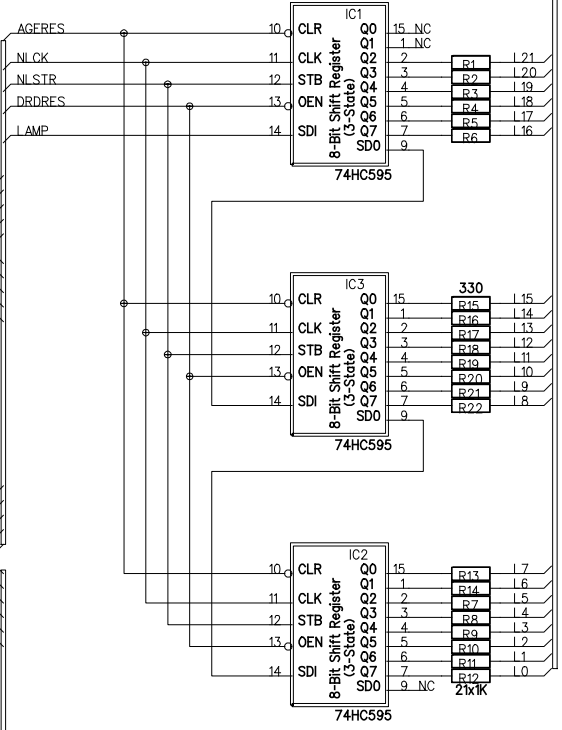 IC1
AGERES 10 CLR Q0 15 NC
Q1 1 NC
NLCK 11 CLK Q2 2 R1 L21
Q3 3 R2 L20
NLSTR 12 STB Q4 4 R3 L19
DRDRES 13 OEN Q5 5 R4 L18
Q6 6 R5 L17
LAMP 14 SDI Q7 7 R6 L16
SDO 9
8-Bit Shift Register
(3-State)
74HC595
IC3
330
10 CLR Q0 15 R15 L15
Q1 1 R16 L14
11 CLK Q2 2 R17 L13
Q3 3 R18 L12
12 STB Q4 4 R19 L11
13 OEN Q5 5 R20 L10
Q6 6 R21 L9
14 SDI Q7 7 R22 L8
SDO 9
8-Bit Shift Register
(3-State)
74HC595
IC2
10 CLR Q0 15 R13 L7
Q1 1 R14 L6
11 CLK Q2 2 R7 L5
Q3 3 R8 L4
12 STB Q4 4 R9 L3
13 OEN Q5 5 R10 L2
Q6 6 R11 L1
14 SDI Q7 7 R12 L0
SDO 9 NC
21x1K
8-Bit Shift Register
(3-State)
74HC595